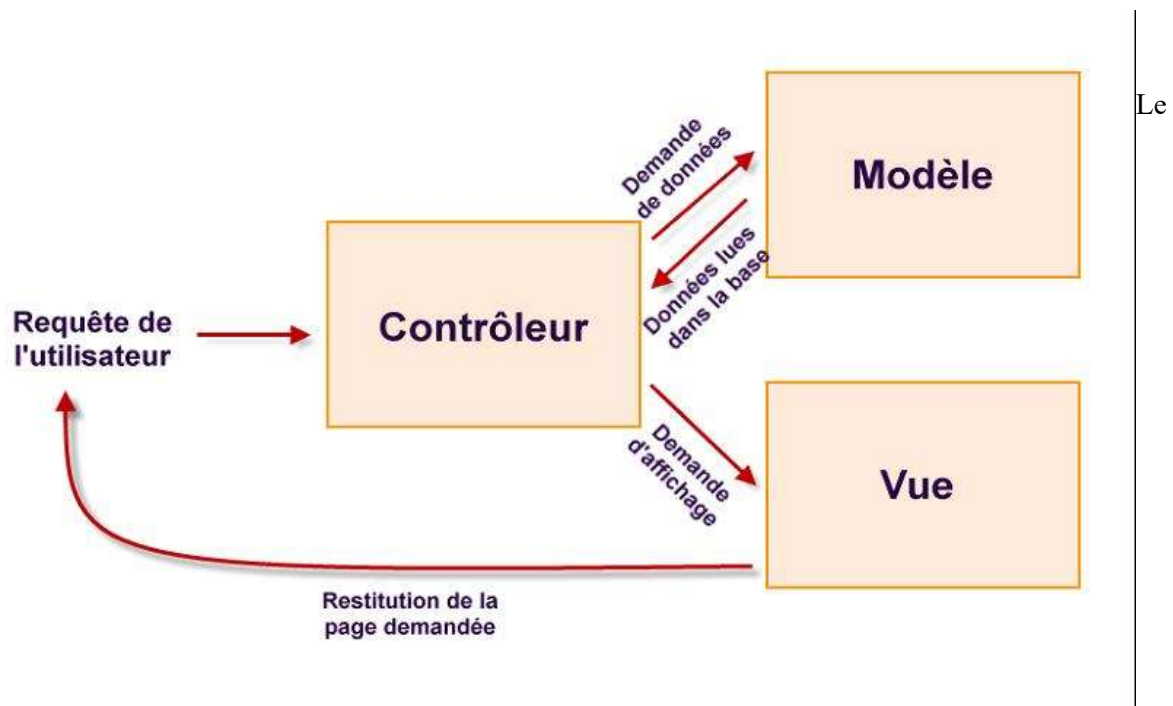 Le
Demande
de données
Modèle
Données lues
dans la base
Contrôleur
Requête de
l'utilisateur
Demande
d'affichage
Vue
Restitution de la
page demandée